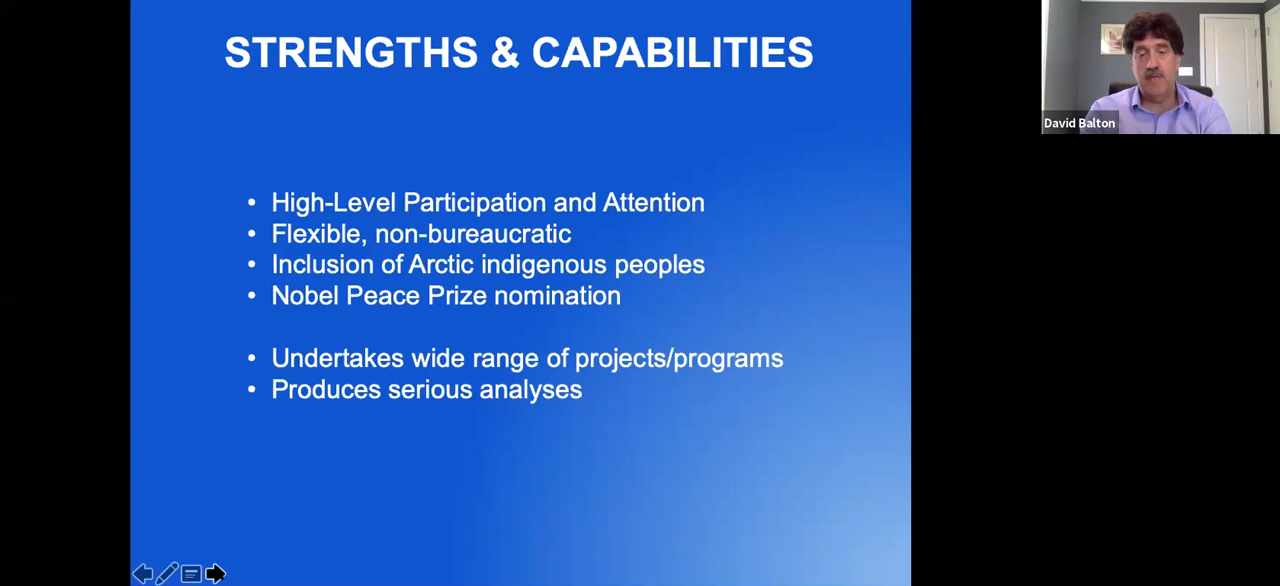 STRENGTHS & CAPABILITIES
David Balton
• High-Level Participation and Attention
• Flexible, non-bureaucratic
• Inclusion of Arctic indigenous peoples
• Nobel Peace Prize nomination
• Undertakes wide range of projects/programs
• Produces serious analyses